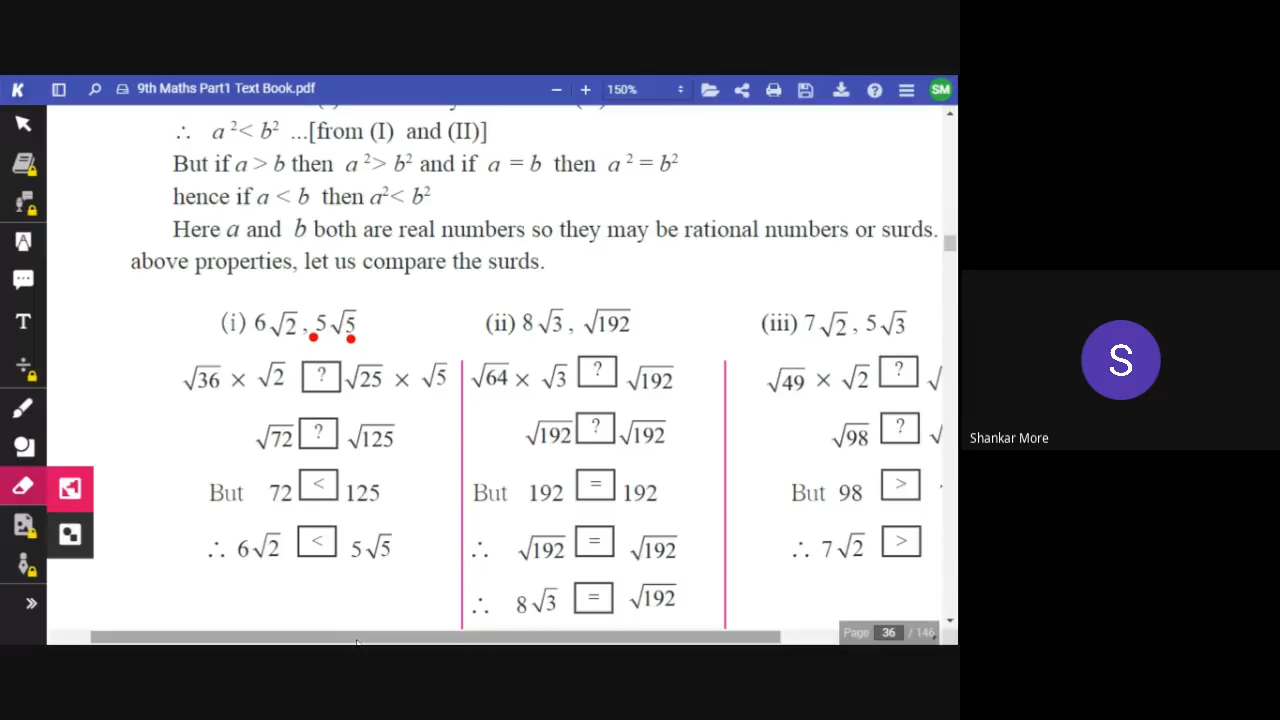 K 9th Maths Part1 Text Book.pdf 150% SM
∴ a² < b² ...[from (I) and (II)]
But if a > b then a² > b² and if a = b then a² = b²
hence if a < b then a² < b²
Here a and b both are real numbers so they may be rational numbers or surds.
above properties, let us compare the surds.
(i) 6√2 , 5√5 (ii) 8√3 , √192 (iii) 7√2 , 5√3
√36 × √2 ? √25 × √5 √64 × √3 ? √192 √49 × √2 ? √
√72 ? √125 √192 ? √192 √98 ? √
But 72 < 125 But 192 = 192 But 98 >
∴ 6√2 < 5√5 ∴ √192 = √192 ∴ 7√2 >
∴ 8√3 = √192
Page 36 / 146
S
Shankar More
T